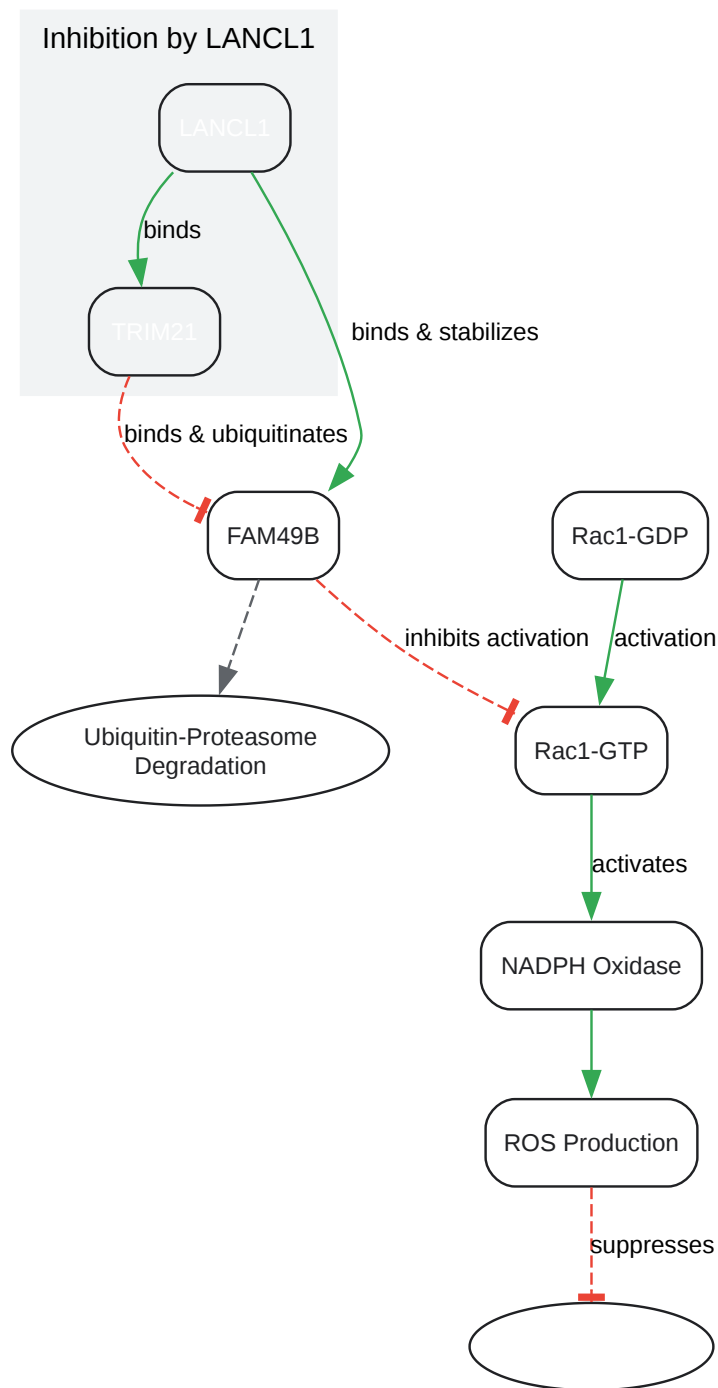 Inhibition by LANCL1
LANCL1
binds
TRIM21
binds & stabilizes
binds & ubiquitinates
FAM49B
Rac1-GDP
inhibits activation
activation
Ubiquitin-Proteasome
Degradation
Rac1-GTP
activates
NADPH Oxidase
ROS Production
suppresses